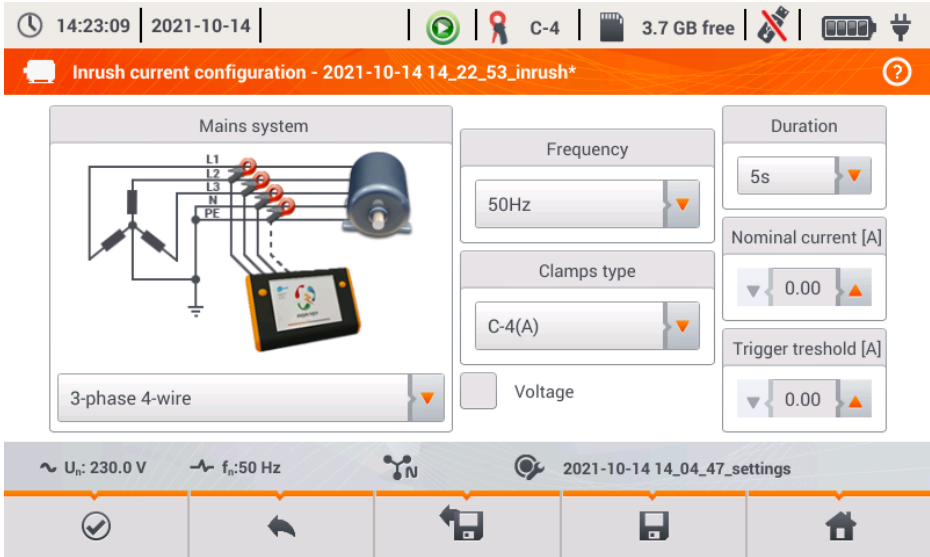 14:23:09 2021-10-14 C-4 3.7 GB free
Inrush current configuration - 2021-10-14 14_22_53_inrush* ?
Mains system
L1
L2
L3
N
PE
3-phase 4-wire
Frequency
50Hz
Clamps type
C-4(A)
Voltage
Duration
5s
Nominal current [A]
0.00
Trigger treshold [A]
0.00
Un: 230.0 V fn:50 Hz N 2021-10-14 14_04_47_settings